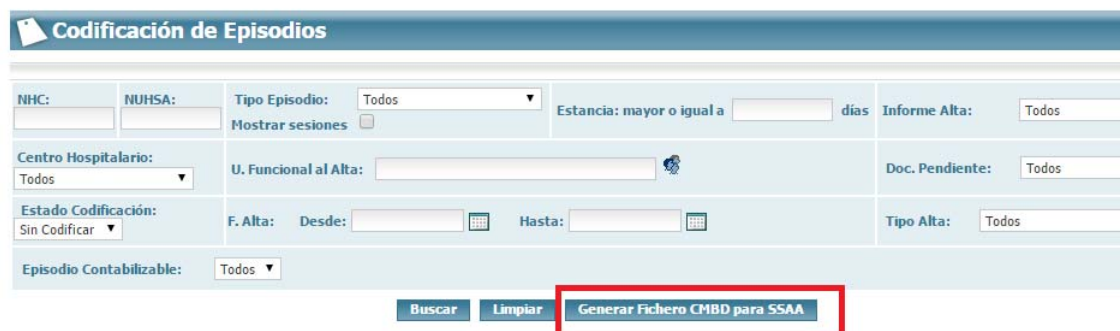 Codificación de Episodios
NHC: NUHSA: Tipo Episodio: Todos Estancia: mayor o igual a días Informe Alta: Todos
Mostrar sesiones
Centro Hospitalario:
Todos U. Funcional al Alta: Doc. Pendiente: Todos
Estado Codificación:
Sin Codificar F. Alta: Desde: Hasta: Tipo Alta: Todos
Episodio Contabilizable: Todos
Buscar Limpiar Generar Fichero CMBD para SSAA